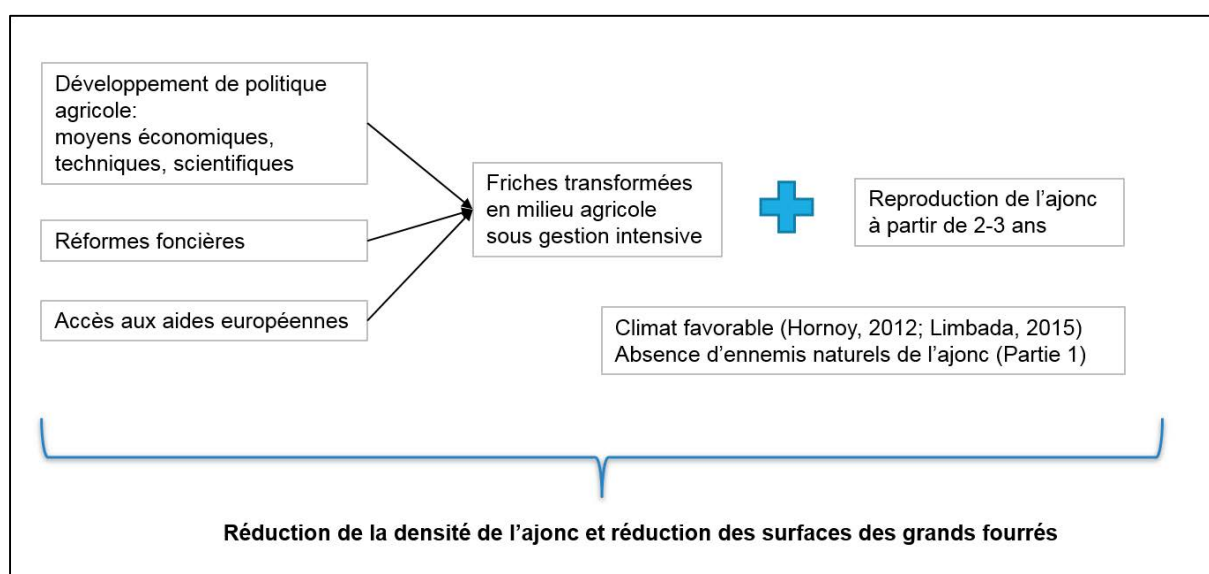 Développement de politique
agricole:
moyens économiques,
techniques, scientifiques
Réformes foncières
Accès aux aides européennes
Friches transformées
en milieu agricole
sous gestion intensive
Reproduction de l’ajonc
à partir de 2-3 ans
Climat favorable (Hornoy, 2012; Limbada, 2015)
Absence d’ennemis naturels de l’ajonc (Partie 1)
Réduction de la densité de l’ajonc et réduction des surfaces des grands fourrés